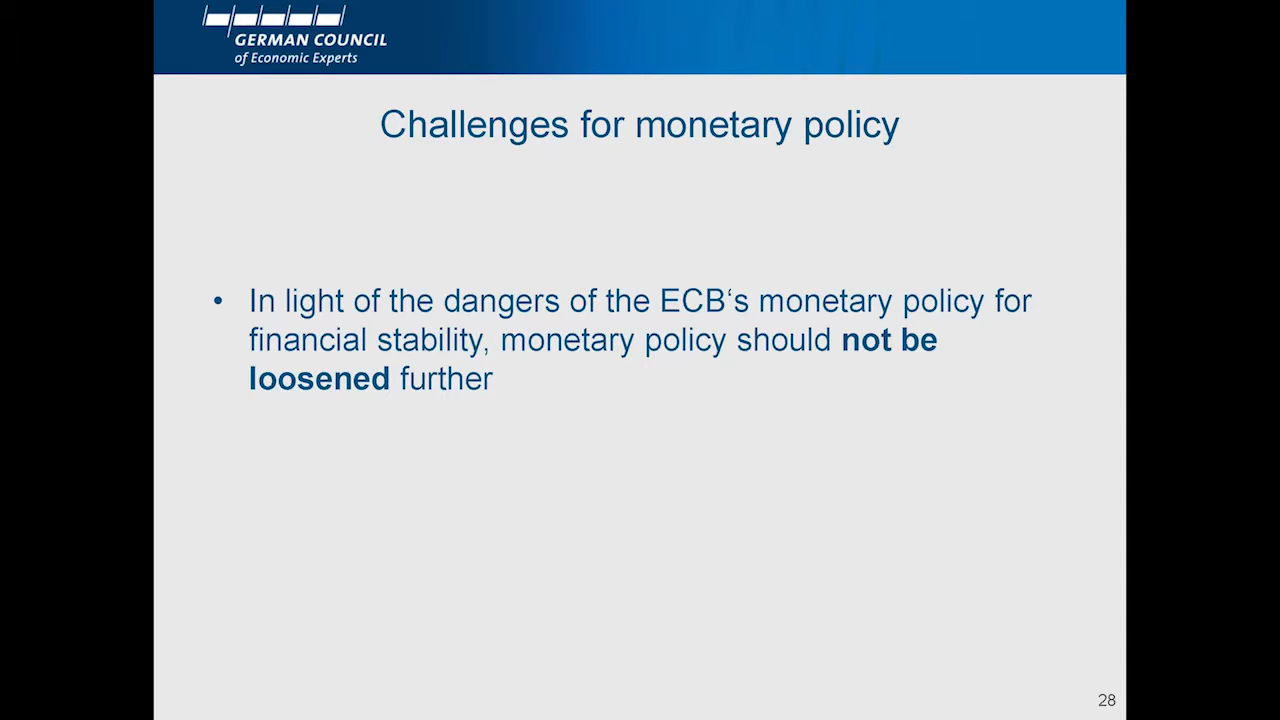 GERMAN COUNCIL
of Economic Experts
Challenges for monetary policy
• In light of the dangers of the ECB‘s monetary policy for
financial stability, monetary policy should not be
loosened further
28